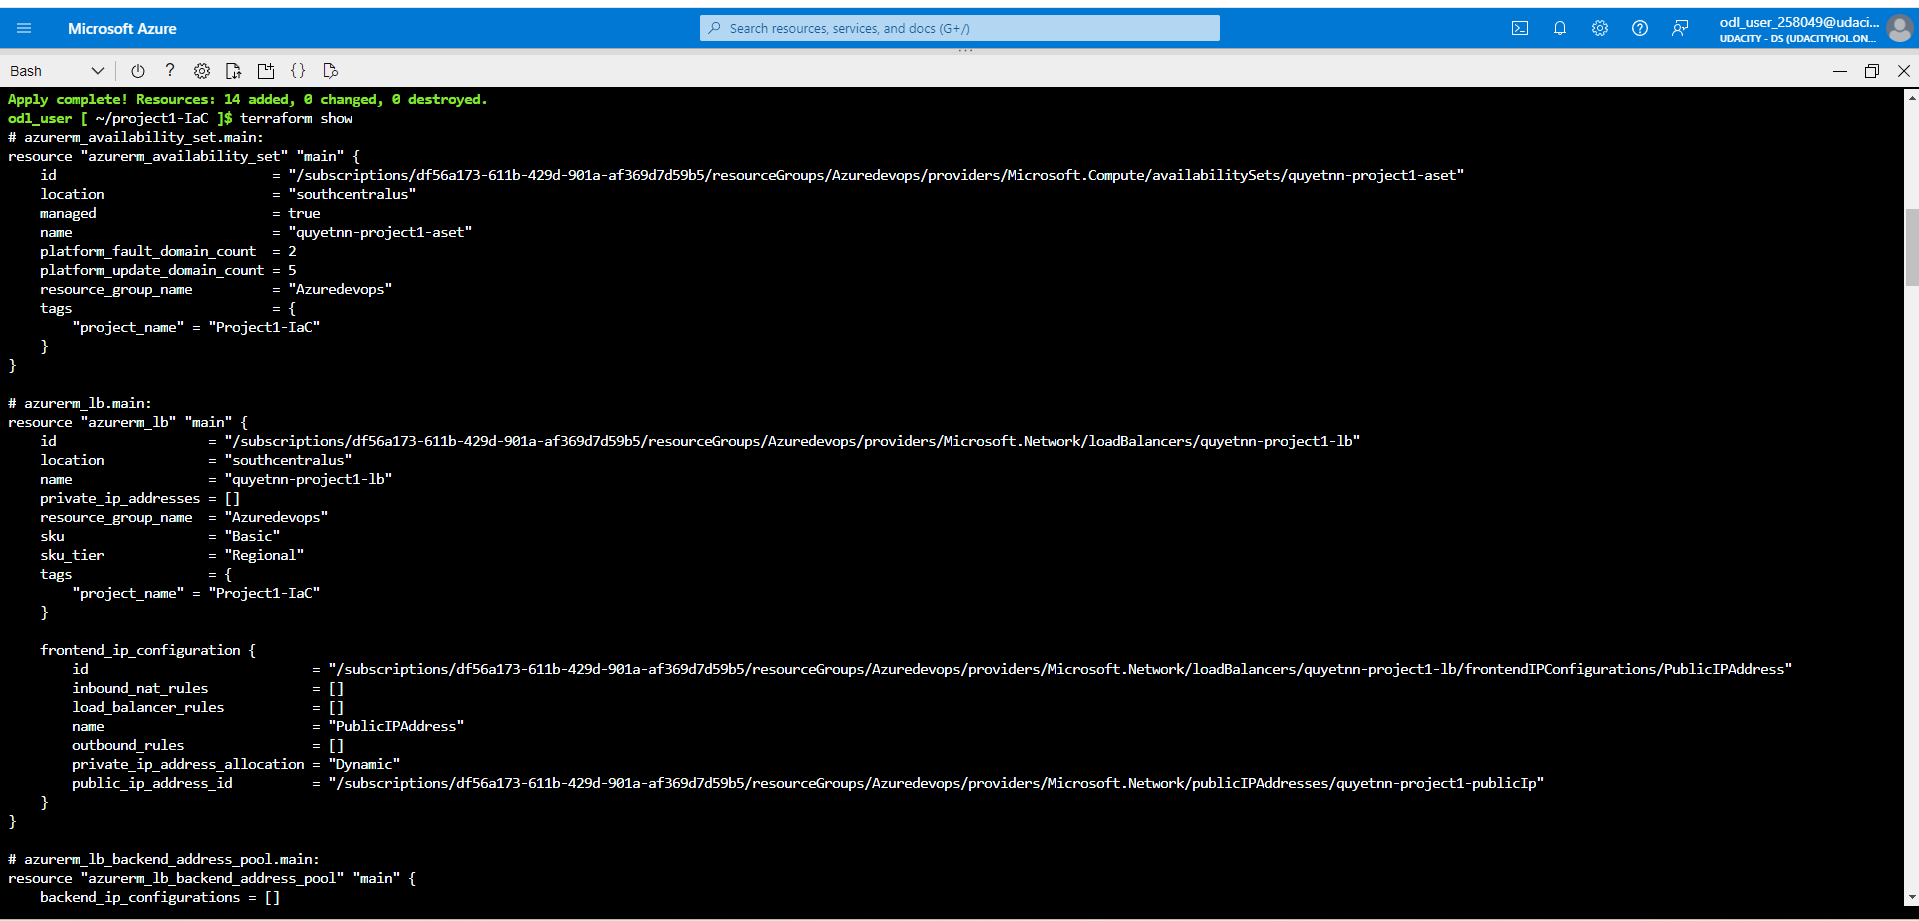 Microsoft Azure
Search resources, services, and docs (G+/)
odl_user_258049@udaci...
UDACITY - DS (UDACITYHOL.ON...
Bash
Apply complete! Resources: 14 added, 0 changed, 0 destroyed.
odl_user [ ~/project1-IaC ]$ terraform show
# azurerm_availability_set.main:
resource "azurerm_availability_set" "main" {
    id                           = "/subscriptions/df56a173-611b-429d-901a-af369d7d59b5/resourceGroups/Azuredevops/providers/Microsoft.Compute/availabilitySets/quyetnn-project1-aset"
    location                     = "southcentralus"
    managed                      = true
    name                         = "quyetnn-project1-aset"
    platform_fault_domain_count  = 2
    platform_update_domain_count = 5
    resource_group_name          = "Azuredevops"
    tags                         = {
        "project_name" = "Project1-IaC"
    }
}
# azurerm_lb.main:
resource "azurerm_lb" "main" {
    id                   = "/subscriptions/df56a173-611b-429d-901a-af369d7d59b5/resourceGroups/Azuredevops/providers/Microsoft.Network/loadBalancers/quyetnn-project1-lb"
    location             = "southcentralus"
    name                 = "quyetnn-project1-lb"
    private_ip_addresses = []
    resource_group_name  = "Azuredevops"
    sku                  = "Basic"
    sku_tier             = "Regional"
    tags                 = {
        "project_name" = "Project1-IaC"
    }
    frontend_ip_configuration {
        id                            = "/subscriptions/df56a173-611b-429d-901a-af369d7d59b5/resourceGroups/Azuredevops/providers/Microsoft.Network/loadBalancers/quyetnn-project1-lb/frontendIPConfigurations/PublicIPAddress"
        inbound_nat_rules             = []
        load_balancer_rules           = []
        name                          = "PublicIPAddress"
        outbound_rules                = []
        private_ip_address_allocation = "Dynamic"
        public_ip_address_id          = "/subscriptions/df56a173-611b-429d-901a-af369d7d59b5/resourceGroups/Azuredevops/providers/Microsoft.Network/publicIPAddresses/quyetnn-project1-publicIp"
    }
}
# azurerm_lb_backend_address_pool.main:
resource "azurerm_lb_backend_address_pool" "main" {
    backend_ip_configurations = []